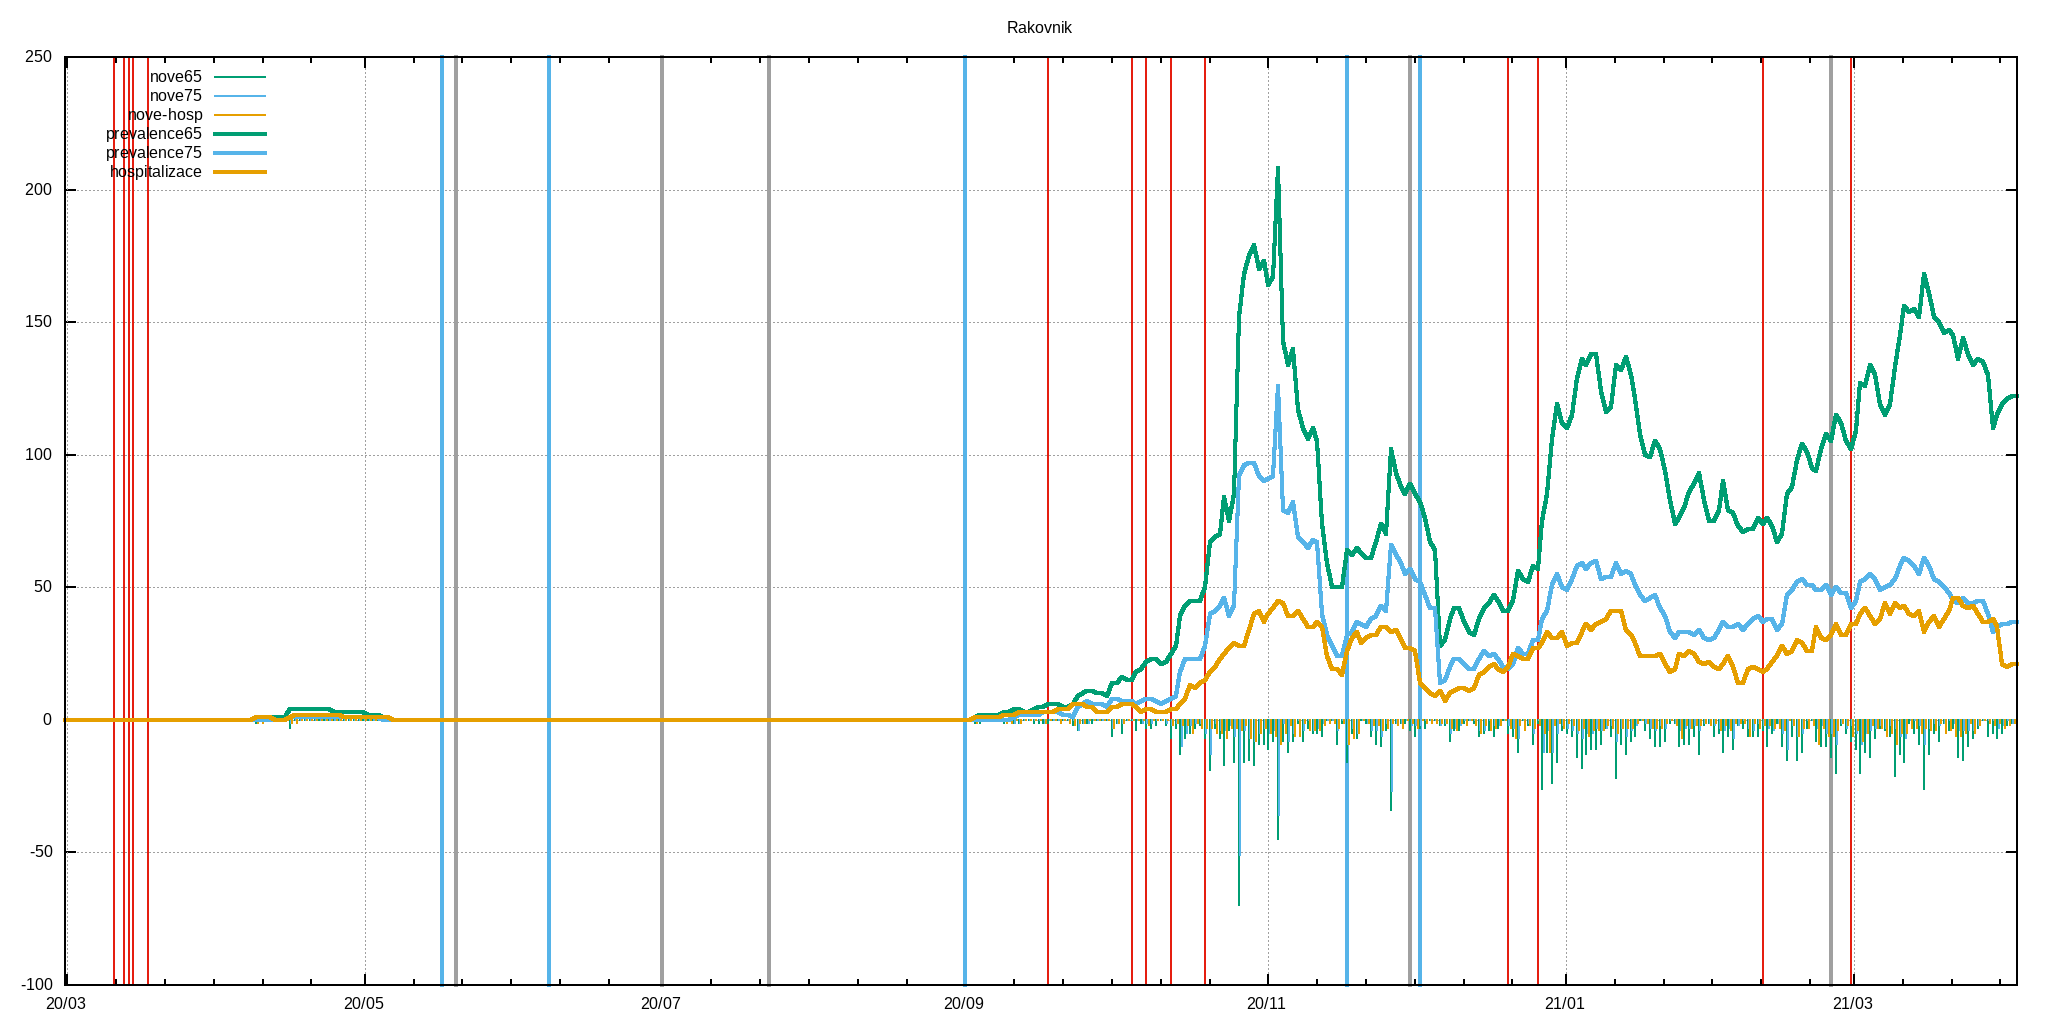 Rakovnik
250
nove65
nove75
nove-hosp
prevalence65
prevalence75
hospitalizace
200
150
100
50
0
-50
-100
20/03 20/05 20/07 20/09 20/11 21/01 21/03